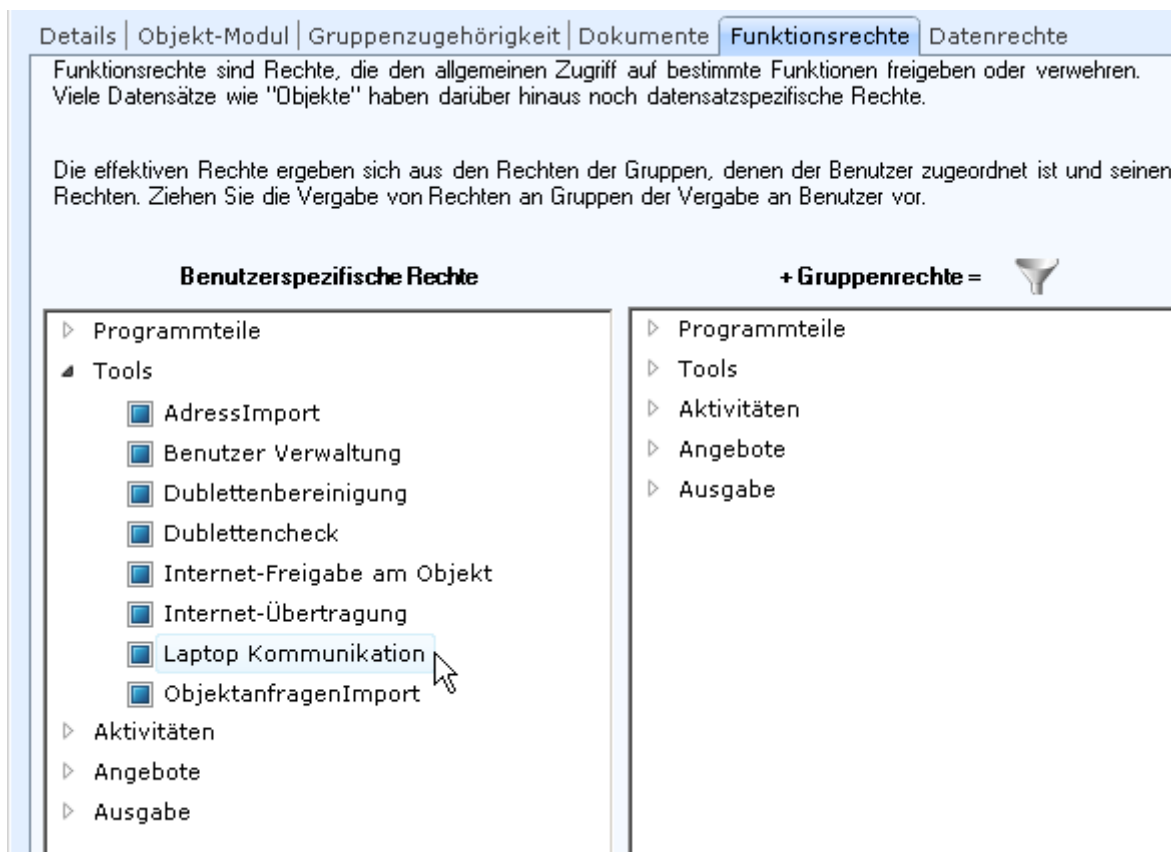 Details | Objekt-Modul | Gruppenzugehörigkeit | Dokumente Funktionsrechte Datenrechte
Funktionsrechte sind Rechte, die den allgemeinen Zugriff auf bestimmte Funktionen freigeben oder verwehren.
Viele Datensätze wie "Objekte" haben darüber hinaus noch datensatzspezifische Rechte.
Die effektiven Rechte ergeben sich aus den Rechten der Gruppen, denen der Benutzer zugeordnet ist und seinen
Rechten. Ziehen Sie die Vergabe von Rechten an Gruppen der Vergabe an Benutzer vor.
Benutzerspezifische Rechte
Programmteile
Tools
AdressImport
Benutzer Verwaltung
Dublettenbereinigung
Dublettencheck
Internet-Freigabe am Objekt
Internet-Übertragung
Laptop Kommunikation
ObjektanfragenImport
Aktivitäten
Angebote
Ausgabe
+ Gruppenrechte =
Programmteile
Tools
Aktivitäten
Angebote
Ausgabe